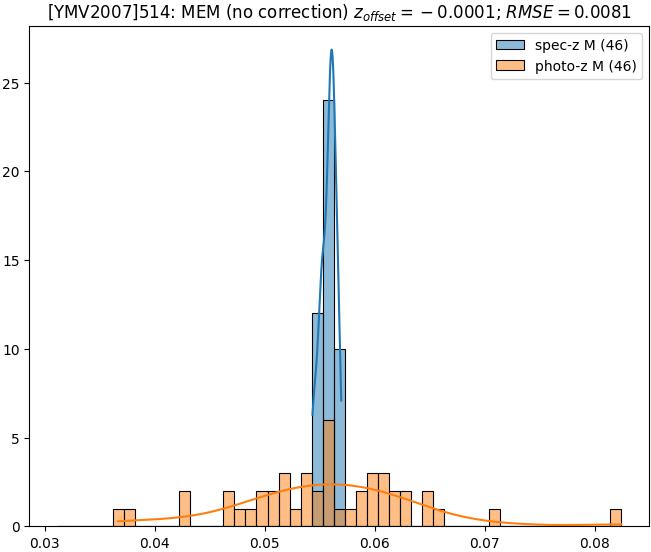 [YMV2007]514: MEM (no correction) z_offset = −0.0001; RMSE = 0.0081
spec-z M (46)
photo-z M (46)
25
20
15
10
5
0
0.03 0.04 0.05 0.06 0.07 0.08